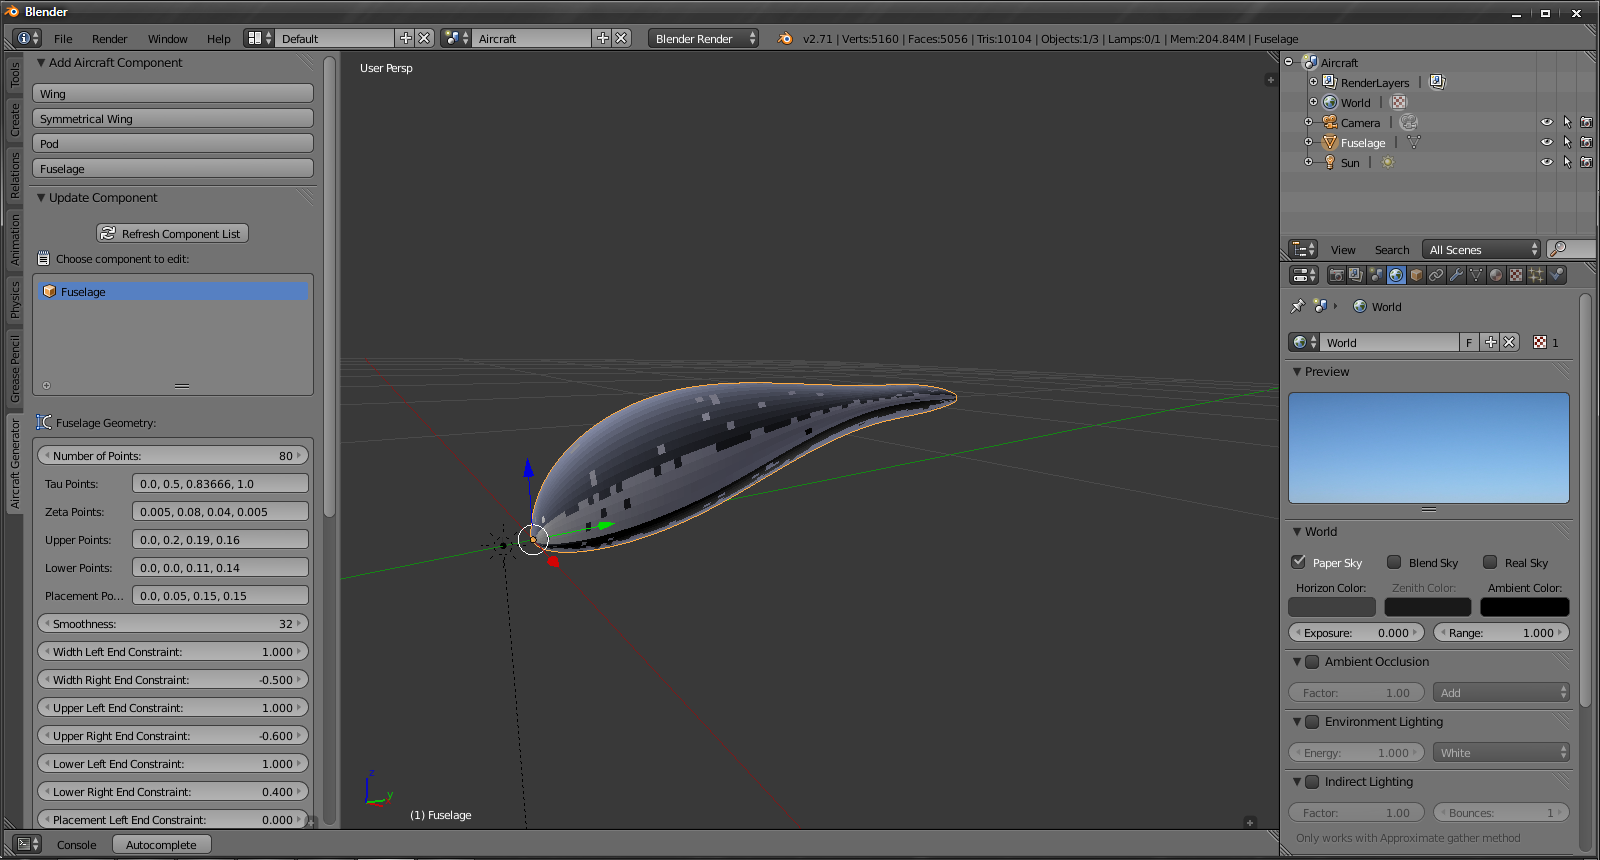 Blender
File Render Window Help Default Aircraft Blender Render v2.71 | Verts:5160 | Faces:5056 | Tris:10104 | Objects:1/3 | Lamps:0/1 | Mem:204.84M | Fuselage
Tools
Create
Relations
Animation
Physics
Grease Pencil
Aircraft Generator
Add Aircraft Component
Wing
Symmetrical Wing
Pod
Fuselage
Update Component
Refresh Component List
Choose component to edit:
Fuselage
Fuselage Geometry:
Number of Points: 80
Tau Points: 0.0, 0.5, 0.83666, 1.0
Zeta Points: 0.005, 0.08, 0.04, 0.005
Upper Points: 0.0, 0.2, 0.19, 0.16
Lower Points: 0.0, 0.0, 0.11, 0.14
Placement Po... 0.0, 0.05, 0.15, 0.15
Smoothness: 32
Width Left End Constraint: 1.000
Width Right End Constraint: -0.500
Upper Left End Constraint: 1.000
Upper Right End Constraint: -0.600
Lower Left End Constraint: 1.000
Lower Right End Constraint: 0.400
Placement Left End Constraint: 0.000
User Persp
z
y
(1) Fuselage
Console Autocomplete
Aircraft
RenderLayers |
World |
Camera |
Fuselage |
Sun |
View Search All Scenes
World
World F 1
Preview
World
Paper Sky Blend Sky Real Sky
Horizon Color: Zenith Color: Ambient Color:
Exposure: 0.000 Range: 1.000
Ambient Occlusion
Factor: 1.00 Add
Environment Lighting
Energy: 1.000 White
Indirect Lighting
Factor: 1.00 Bounces: 1
Only works with Approximate gather method